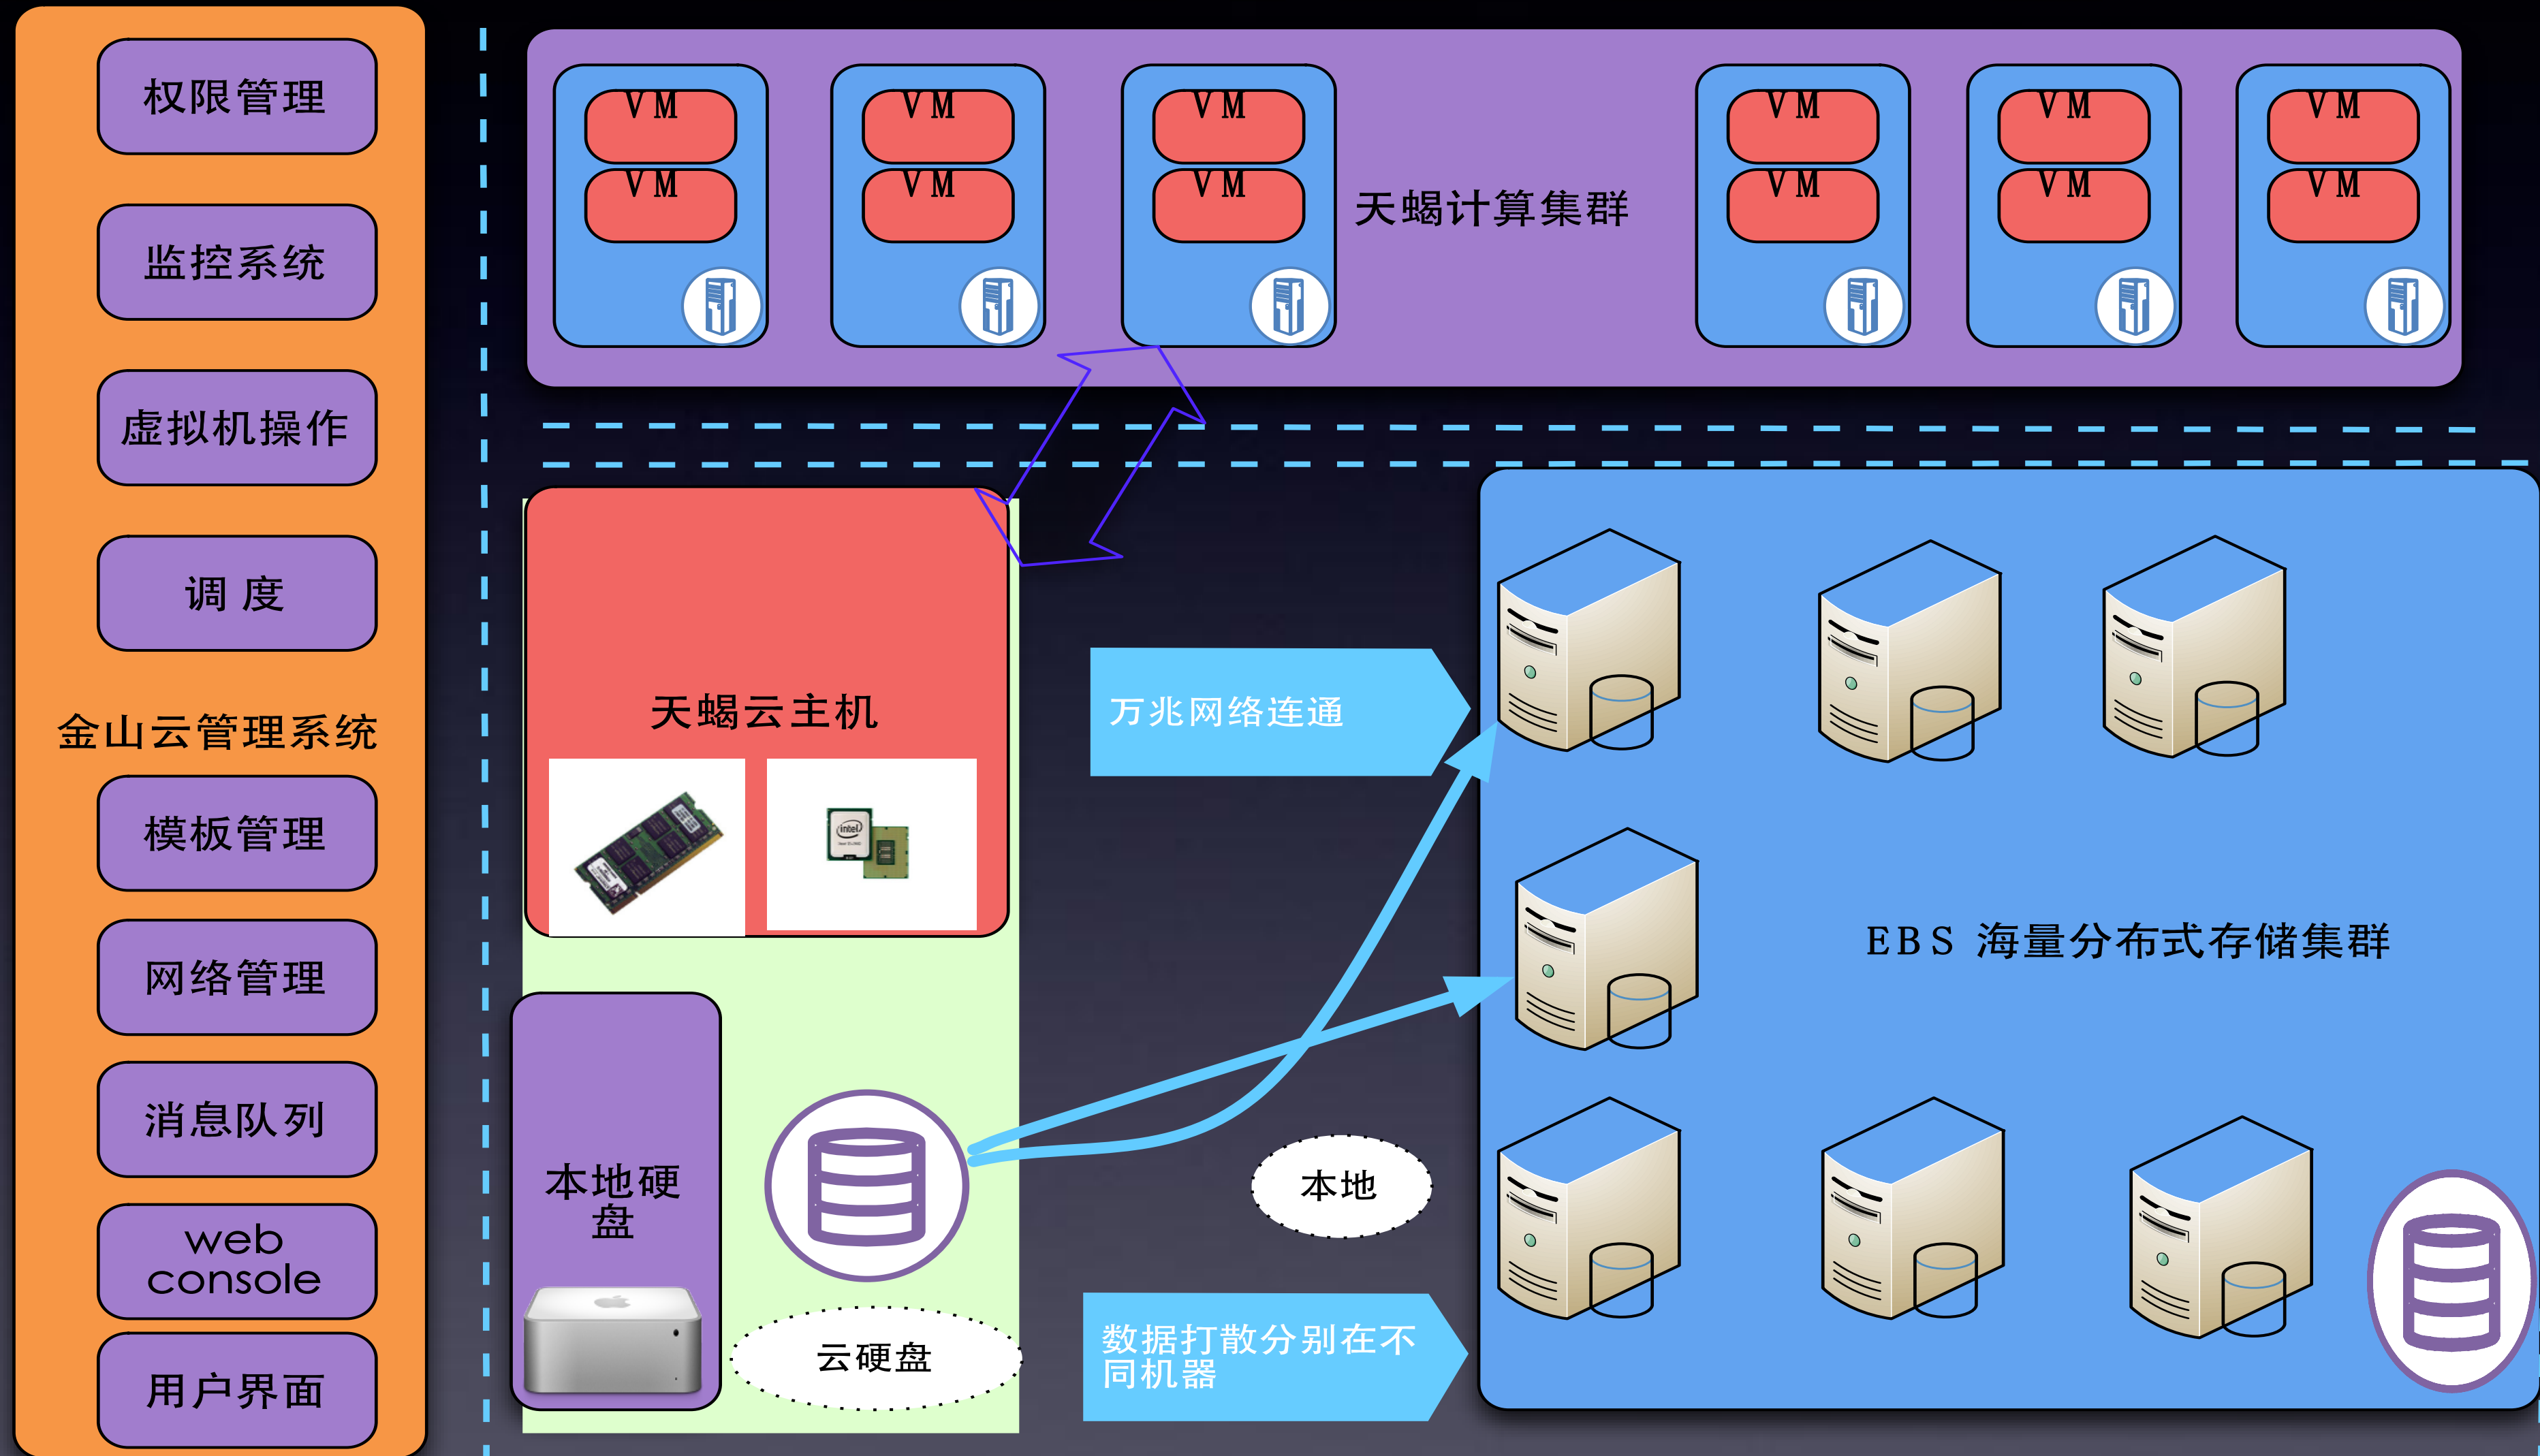 权限管理
监控系统
虚拟机操作
调 度
金山云管理系统
模板管理
网络管理
消息队列
web
console
用户界面
VM
VM
VM
VM
VM
VM
VM
VM
VM
VM
VM
VM
天蝎计算集群
天蝎云主机
intel
本地硬
盘
云硬盘
万兆网络连通
本地
数据打散分别在不
同机器
EBS 海量分布式存储集群